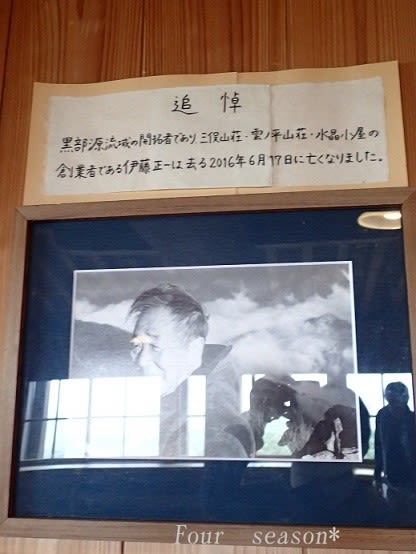 追悼
黒部源流域の開拓者であり、三俣山荘・雲ノ平山荘・水晶小屋の
創業者である伊藤正一は去る2016年6月17日に亡くなりました。
Four season*